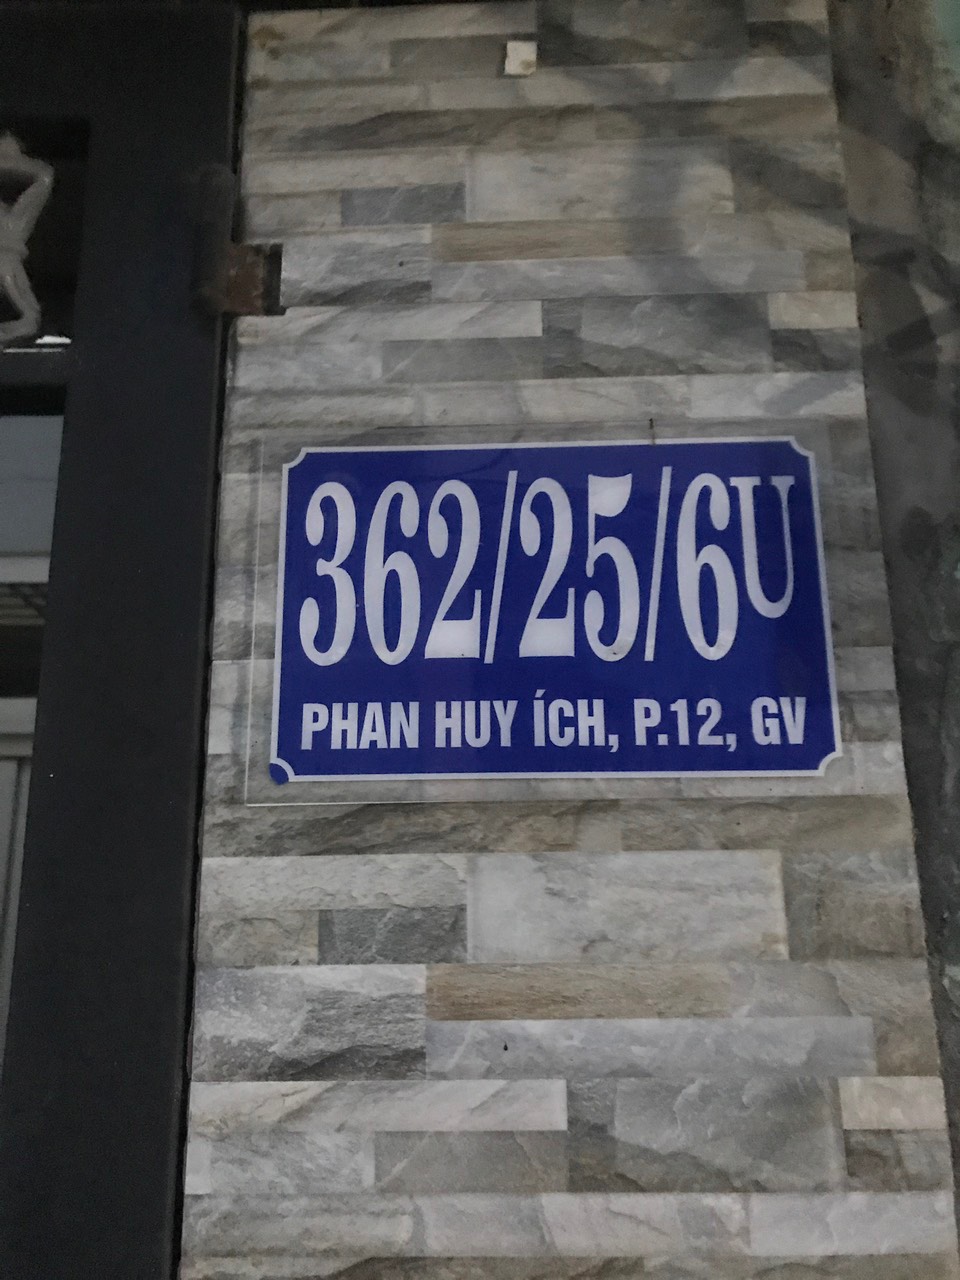 362/25/6U
PHAN HUY ÍCH, P.12, GV